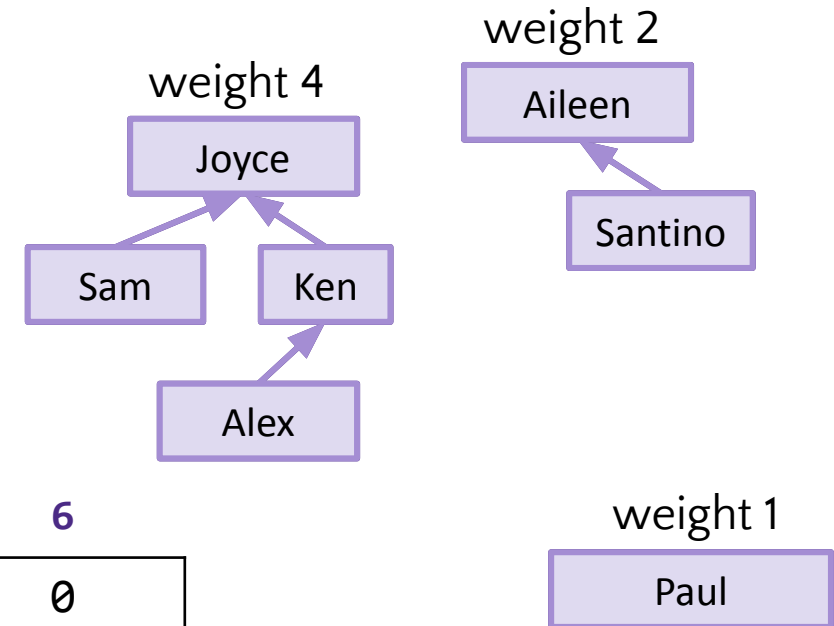 weight 4
Joyce
Sam
Ken
Alex
weight 2
Aileen
Santino
6
0
weight 1
Paul